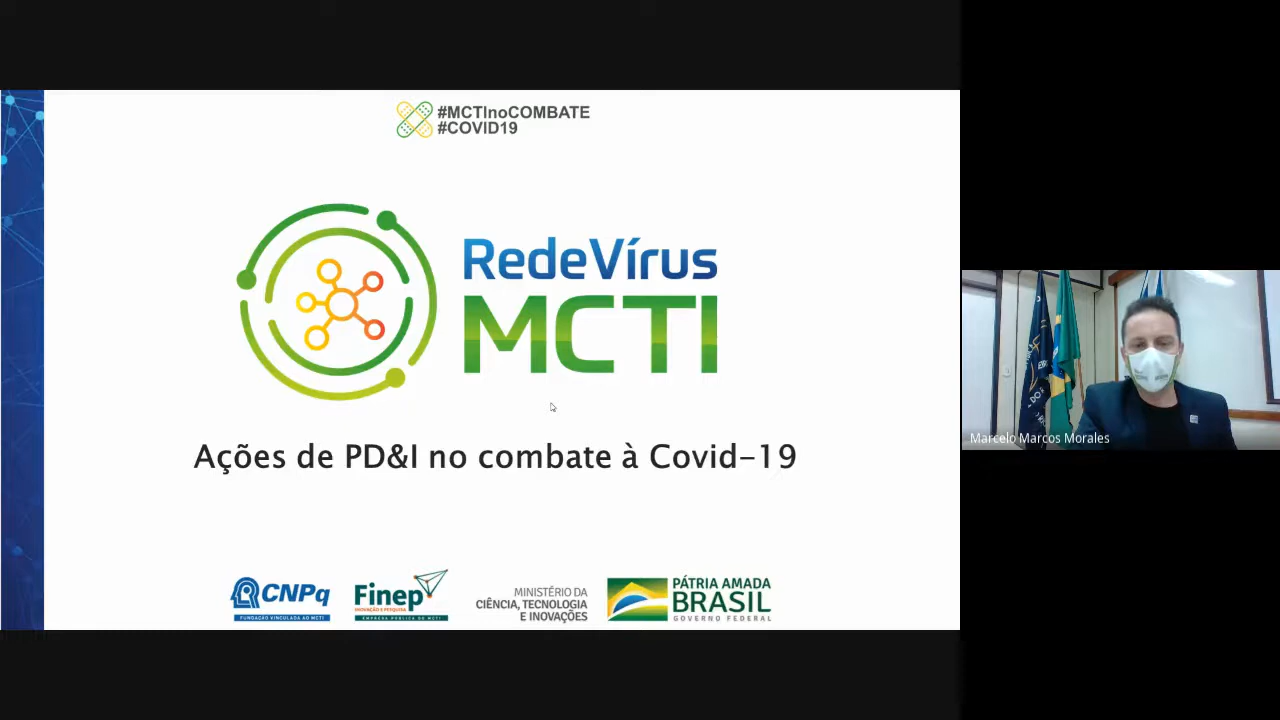 #MCTInoCOMBATE
#COVID19
RedeVírus
MCTI
Ações de PD&I no combate à Covid-19
CNPq
FUNDAÇÃO VINCULADA AO MCTI
Finep
INOVAÇÃO E PESQUISA
EMPRESA PÚBLICA DO MCTI
MINISTÉRIO DA
CIÊNCIA, TECNOLOGIA
E INOVAÇÕES
PÁTRIA AMADA
BRASIL
GOVERNO FEDERAL
Marcelo Marcos Morales